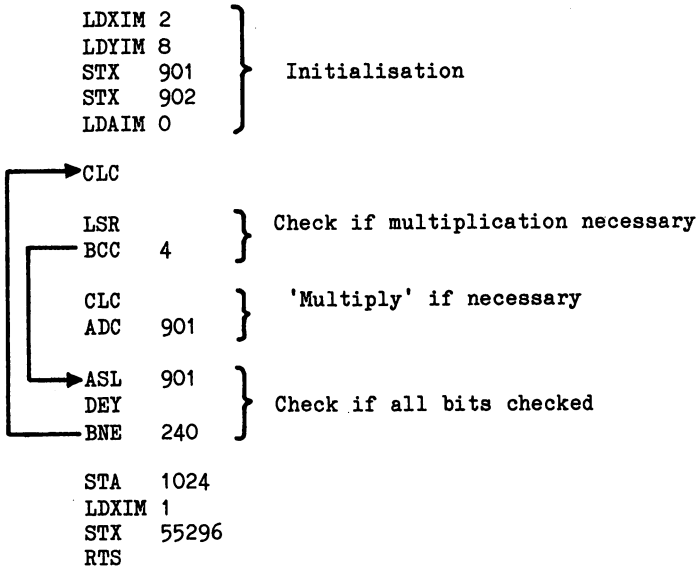 LDXIM 2
LDYIM 8
STX 901 Initialisation
STX 902
LDAIM 0
CLC
LSR Check if multiplication necessary
BCC 4
CLC 'Multiply' if necessary
ADC 901
ASL 901
DEY Check if all bits checked
BNE 240
STA 1024
LDXIM 1
STX 55296
RTS